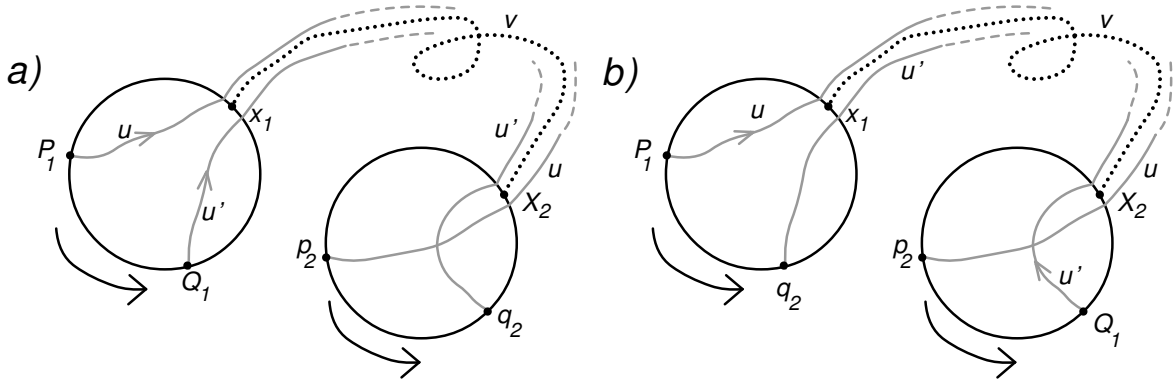 a)
P₁
u
u'
Q₁
x₁
v
u'
u
X₂
p₂
q₂
b)
P₁
u
u'
x₁
q₂
v
u
X₂
p₂
u'
Q₁